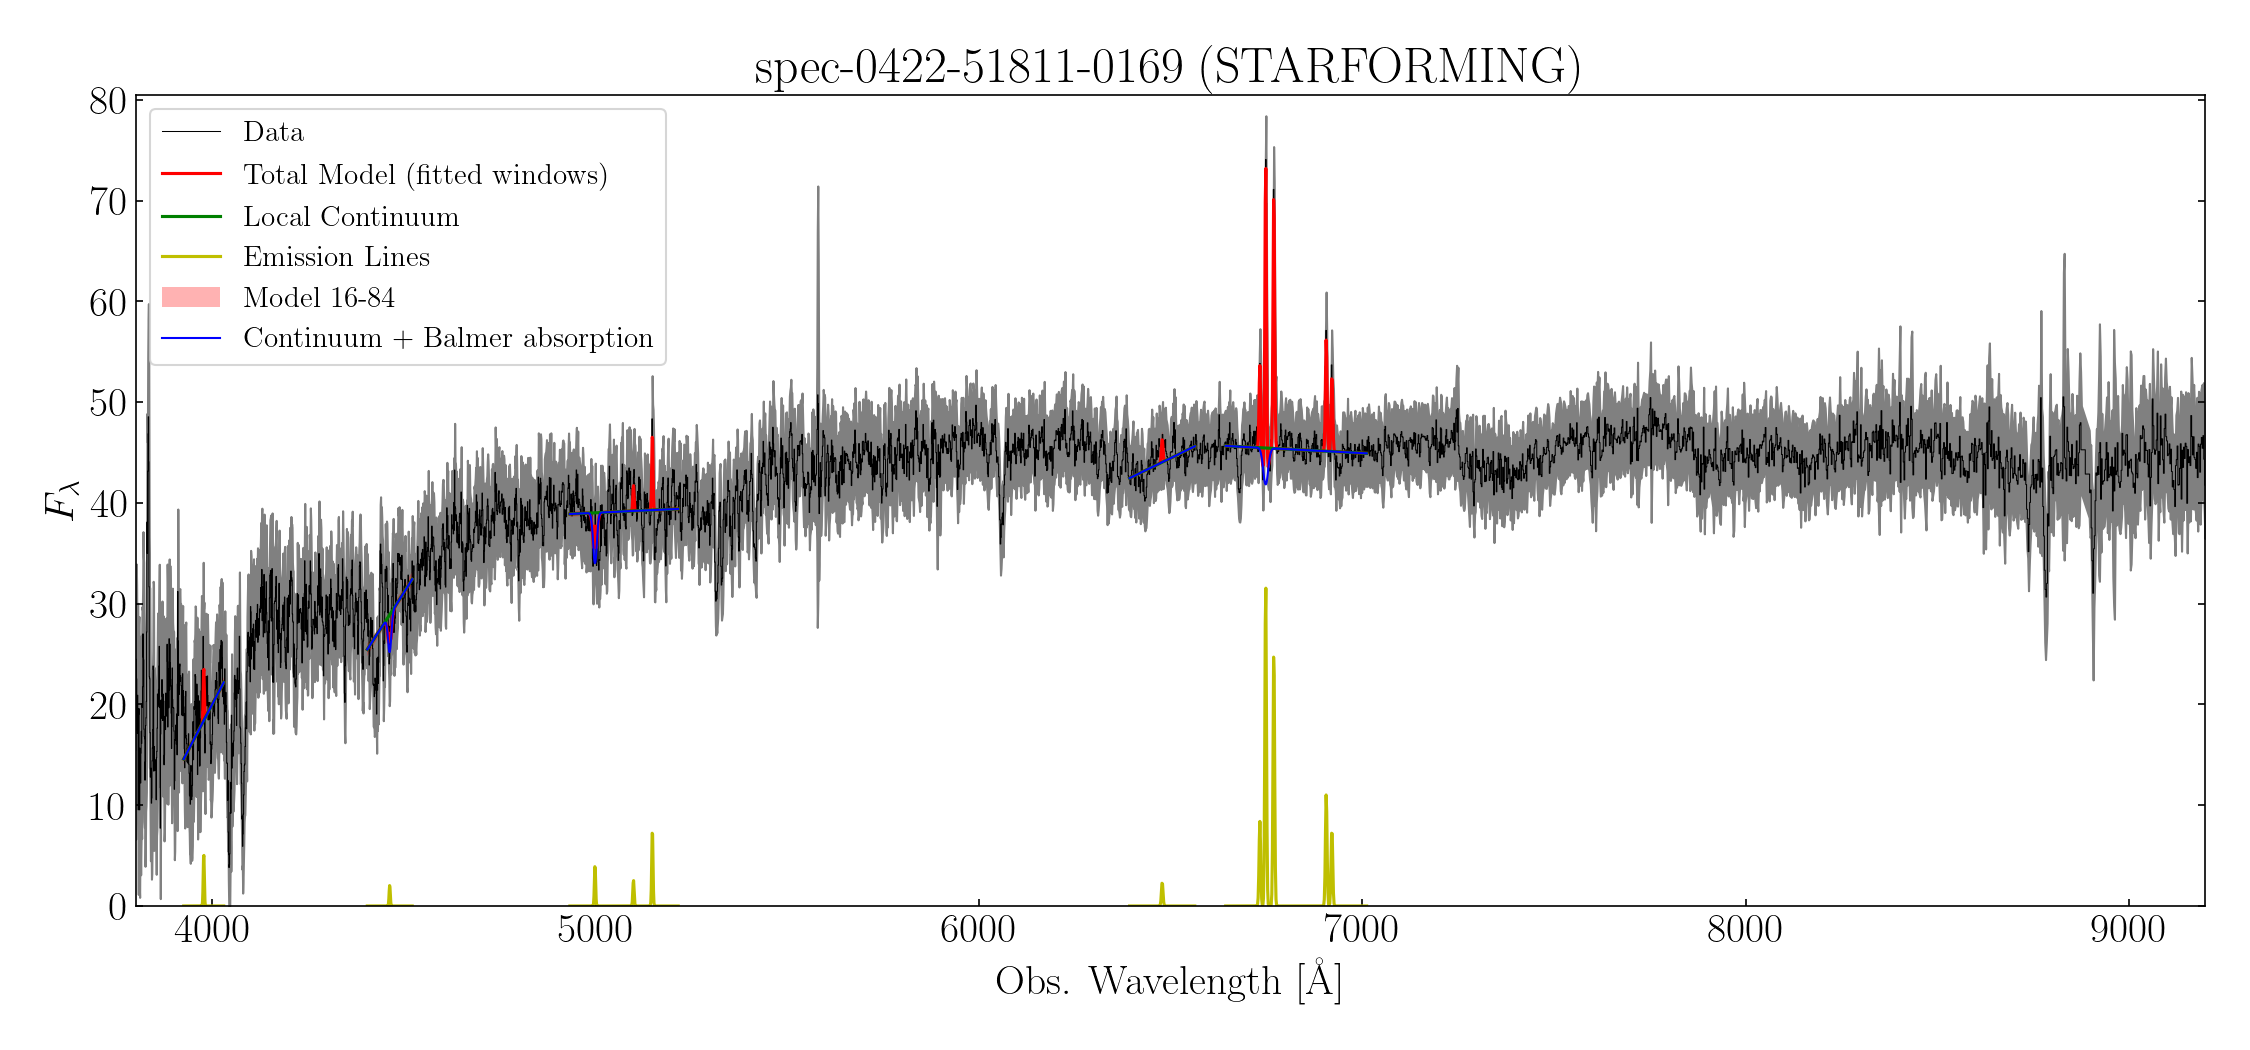 spec-0422-51811-0169 (STARFORMING)
80
70
60
50
40
30
20
10
0
F_λ
Data
Total Model (fitted windows)
Local Continuum
Emission Lines
Model 16-84
Continuum + Balmer absorption
4000 5000 6000 7000 8000 9000
Obs. Wavelength [Å]